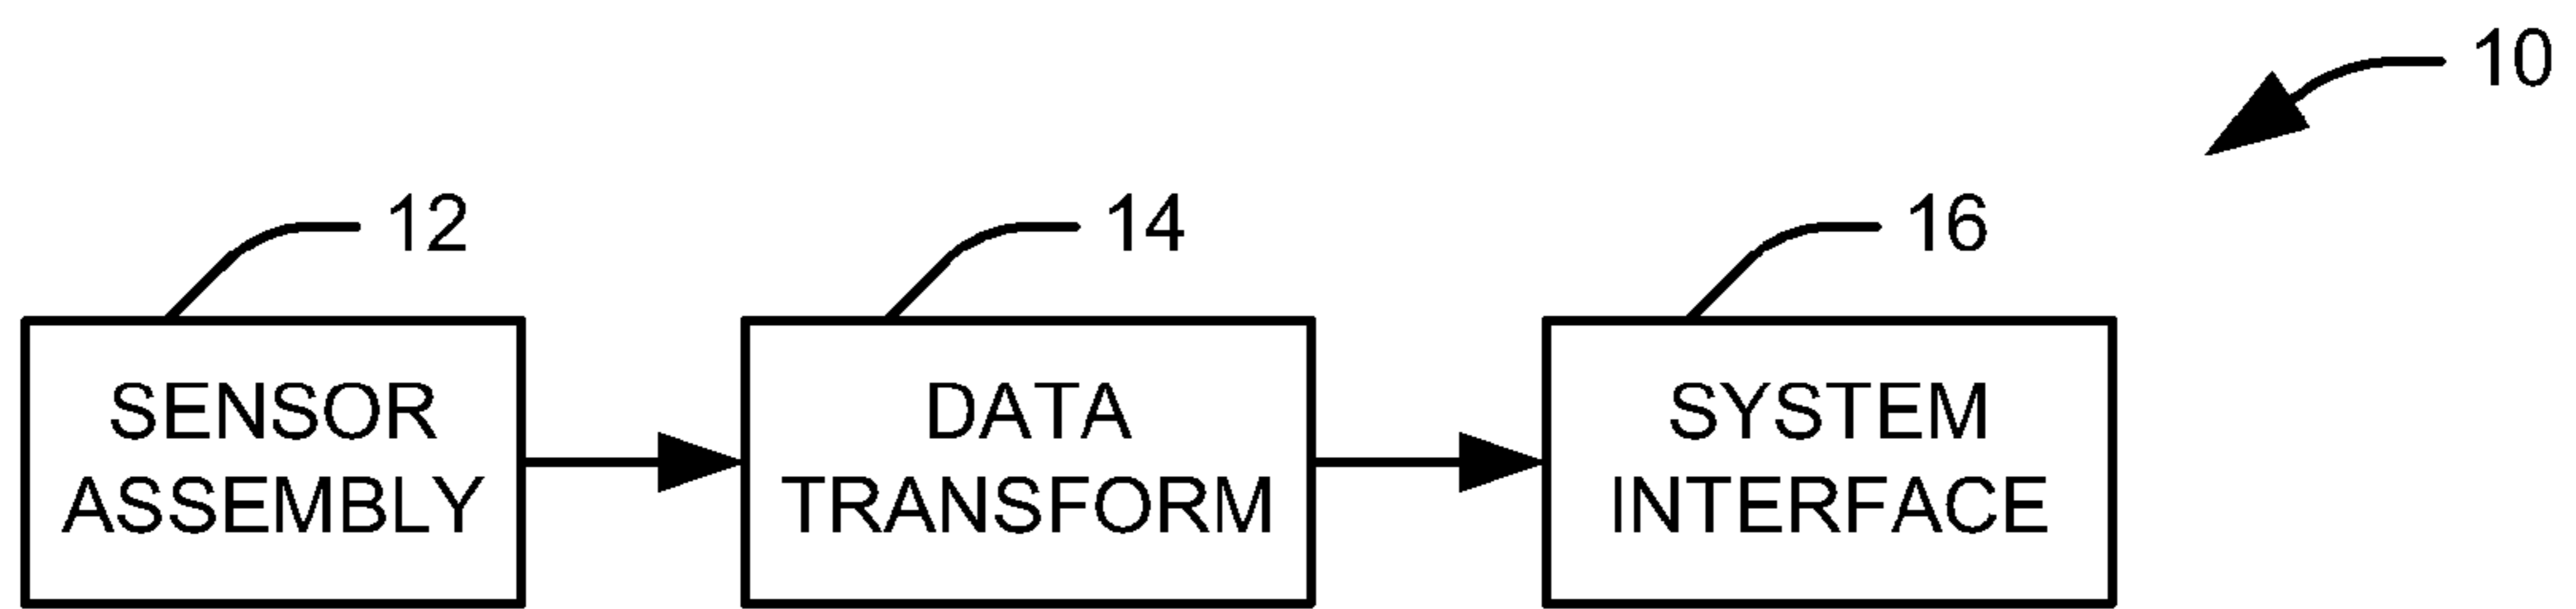 10
12
14
16
SENSOR
ASSEMBLY
DATA
TRANSFORM
SYSTEM
INTERFACE